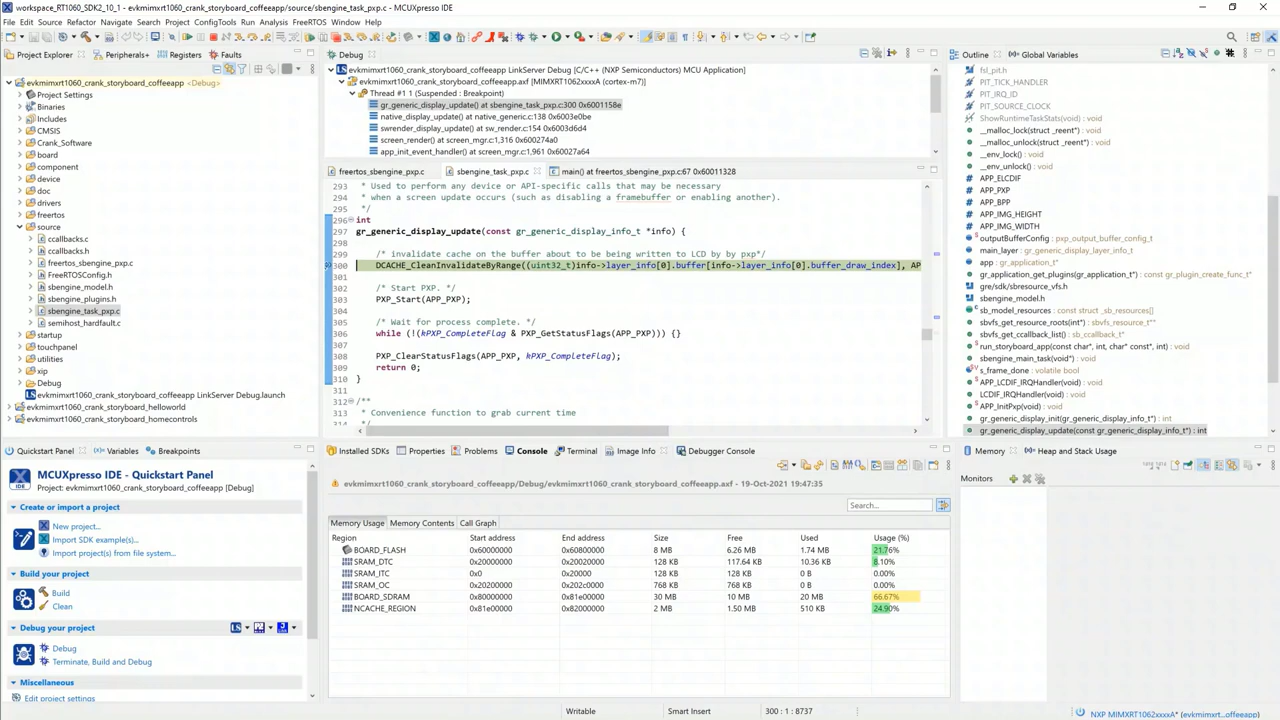 workspace_RT1060_SDK2_10_1 - evkmimxrt1060_crank_storyboard_coffeeapp/source/sbengine_task_pxp.c - MCUXpresso IDE
File Edit Source Refactor Navigate Search Project ConfigTools Run Analysis FreeRTOS Window Help
Project Explorer Peripherals+ Registers Faults
evkmimxrt1060_crank_storyboard_coffeeapp <Debug>
Project Settings
Binaries
Includes
CMSIS
Crank_Software
board
component
device
doc
drivers
freertos
source
ccallbacks.c
callbacks.h
freertos_sbengine_pxp.c
FreeRTOSConfig.h
sbengine_model.h
sbengine_plugins.h
sbengine_task_pxp.c
semihost_hardfault.c
startup
touchpanel
utilities
xip
Debug
evkmimxrt1060_crank_storyboard_coffeeapp LinkServer Debug.launch
evkmimxrt1060_crank_storyboard_helloworld
evkmimxrt1060_crank_storyboard_homecontrols
Debug
evkmimxrt1060_crank_storyboard_coffeeapp LinkServer Debug [C/C++ (NXP Semiconductors) MCU Application]
evkmimxrt1060_crank_storyboard_coffeeapp.axf [MIMXRT1062xxxxA (cortex-m7)]
Thread #1 1 (Suspended : Breakpoint)
gr_generic_display_update() at sbengine_task_pxp.c:300 0x6001158e
native_display_update() at native_generic.c:138 0x6003e0be
swrender_display_update() at sw_render.c:154 0x6003d6d4
screen_render() at screen_mgr.c:1,316 0x600274a0
app_init_event_handler() at screen_mgr.c:1,961 0x60027a64
freertos_sbengine_pxp.c sbengine_task_pxp.c main() at freertos_sbengine_pxp.c:67 0x60011328
293 * Used to perform any device or API-specific calls that may be necessary
294 * when a screen update occurs (such as disabling a framebuffer or enabling another).
295 */
296 int
297 gr_generic_display_update(const gr_generic_display_info_t *info) {
298
299 /* invalidate cache on the buffer about to be being written to LCD by by pxp*/
300 DCACHE_CleanInvalidateByRange((uint32_t)info->layer_info[0].buffer[info->layer_info[0].buffer_draw_index], AP
301
302 /* Start PXP. */
303 PXP_Start(APP_PXP);
304
305 /* Wait for process complete. */
306 while (!(kPXP_CompleteFlag & PXP_GetStatusFlags(APP_PXP))) {}
307
308 PXP_ClearStatusFlags(APP_PXP, kPXP_CompleteFlag);
309 return 0;
310 }
311
312 /**
313 * Convenience function to grab current time
314 */
Outline Global Variables
fsl_pit.h
PIT_TICK_HANDLER
PIT_IRQ_ID
PIT_SOURCE_CLOCK
ShowRuntimeTaskStats(void)
__malloc_lock(struct _reent*) : void
__malloc_unlock(struct _reent*) : void
__env_lock() : void
__env_unlock() : void
APP_ELCDIF
APP_PXP
APP_BPP
APP_IMG_HEIGHT
APP_IMG_WIDTH
outputBufferConfig : pxp_output_buffer_config_t
main_layer : gr_generic_display_layer_info_t
app : gr_application_t*
gr_application_get_plugins(gr_application_t*) : const gr_plugin_create_func_t*
gre/sdk/sbresource_vfs.h
sbengine_model.h
sb_model_resources : const struct _sb_resources[]
sbvfs_get_resource_roots(int*) : sbvfs_resource_t**
sbvfs_get_ccallback_list() : sb_ccallback_t*
run_storyboard_app(const char*, int, char* const*, int) : void
sbengine_main_task(void*) : void
s_frame_done : volatile bool
APP_LCDIF_IRQHandler(void) : void
LCDIF_IRQHandler(void) : void
APP_InitPxp(void) : void
gr_generic_display_init(gr_generic_display_info_t*) : int
gr_generic_display_update(const gr_generic_display_info_t*) : int
Quickstart Panel Variables Breakpoints
IDE MCUXpresso IDE - Quickstart Panel
Project: evkmimxrt1060_crank_storyboard_coffeeapp [Debug]
Create or import a project
New project...
Import SDK example(s)...
Import project(s) from file system...
Build your project
Build
Clean
Debug your project
Debug
Terminate, Build and Debug
Miscellaneous
Edit project settings
Installed SDKs Properties Problems Console Terminal Image Info Debugger Console
evkmimxrt1060_crank_storyboard_coffeeapp/Debug/evkmimxrt1060_crank_storyboard_coffeeapp.axf - 19-Oct-2021 19:47:35
Search...
Memory Usage Memory Contents Call Graph
Region Start address End address Size Free Used Usage (%)
BOARD_FLASH 0x60000000 0x60800000 8 MB 6.26 MB 1.74 MB 21.76%
SRAM_DTC 0x20000000 0x20020000 128 KB 117.64 KB 10.36 KB 8.10%
SRAM_ITC 0x0 0x20000 128 KB 128 KB 0 B 0.00%
SRAM_OC 0x20200000 0x202c0000 768 KB 768 KB 0 B 0.00%
BOARD_SDRAM 0x80000000 0x81e00000 30 MB 10 MB 20 MB 66.67%
NCACHE_REGION 0x81e00000 0x82000000 2 MB 1.50 MB 510 KB 24.90%
Memory Heap and Stack Usage
Monitors
Writable Smart Insert 300 : 1 : 8737
NXP MIMXRT1062xxxxA* (evkmimxrt...offeeapp)